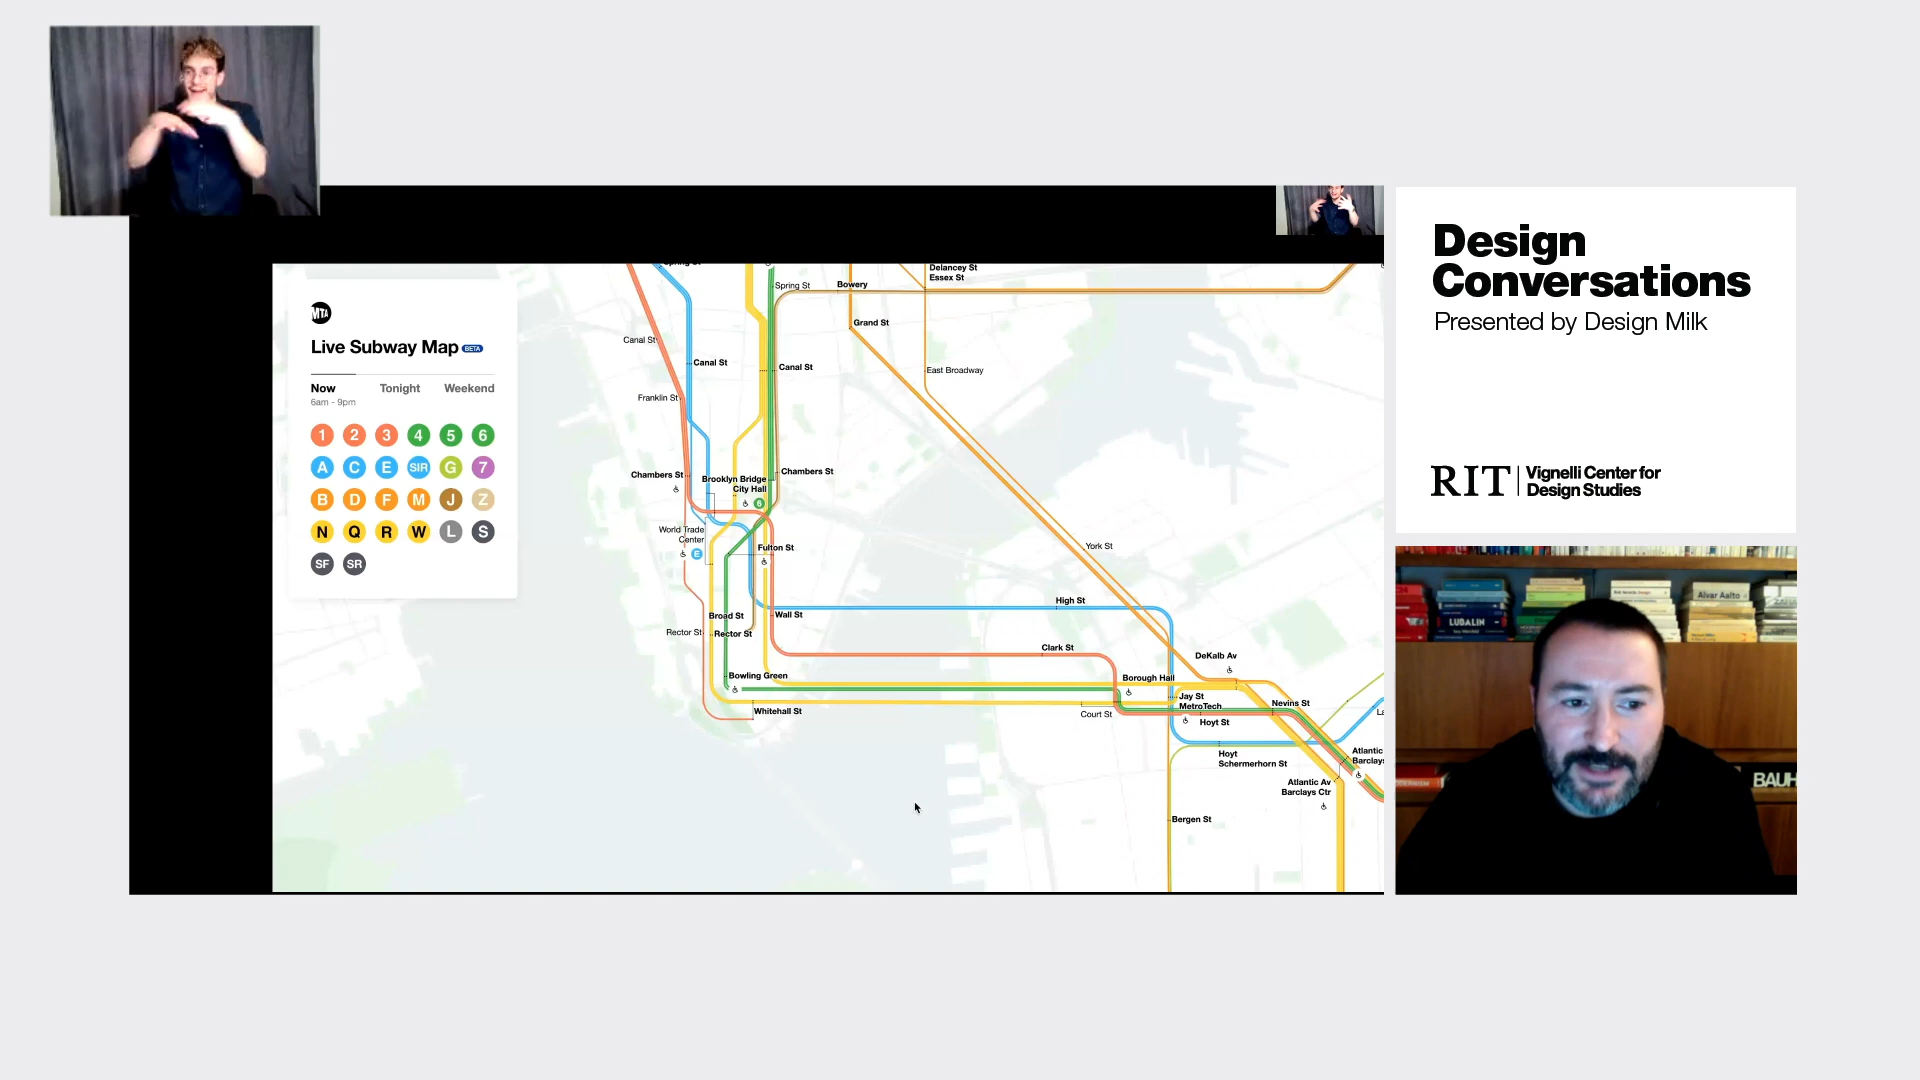 MTA
Live Subway Map BETA
Now Tonight Weekend
6am - 9pm
1 2 3 4 5 6
A C E SIR G 7
B D F M J Z
N Q R W L S
SF SR
Spring St
Spring St
Bowery
Delancey St
Essex St
Grand St
Canal St
Canal St
Canal St
East Broadway
Franklin St
Chambers St
Chambers St
Brooklyn Bridge
City Hall
6
World Trade
Center
E
Fulton St
York St
High St
Broad St
Wall St
Rector St
Rector St
Clark St
DeKalb Av
Bowling Green
Borough Hall
Whitehall St
Court St
Jay St
MetroTech
Hoyt St
Nevins St
Hoyt
Schermerhorn St
Atlantic
Barclays
Atlantic Av
Barclays Ctr
Bergen St
Design
Conversations
Presented by Design Milk
RIT
Vignelli Center for
Design Studies
Alvar Aalto
LUBALIN
BAUH